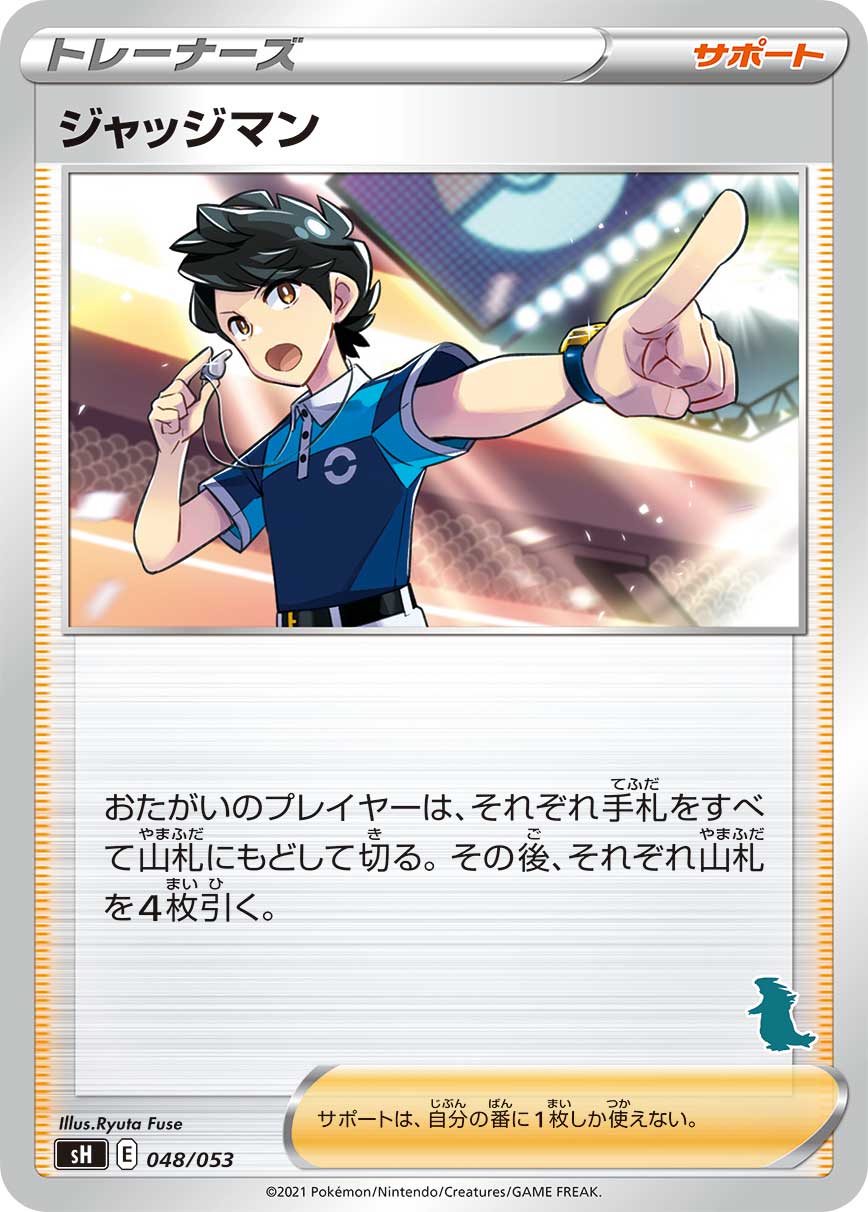 トレーナーズ サポート
ジャッジマン
おたがいのプレイヤーは、それぞれ手札をすべ
て山札にもどして切る。その後、それぞれ山札
を4枚引く。
サポートは、自分の番に1枚しか使えない。
Illus.Ryuta Fuse
sH E 048/053
©2021 Pokémon/Nintendo/Creatures/GAME FREAK.